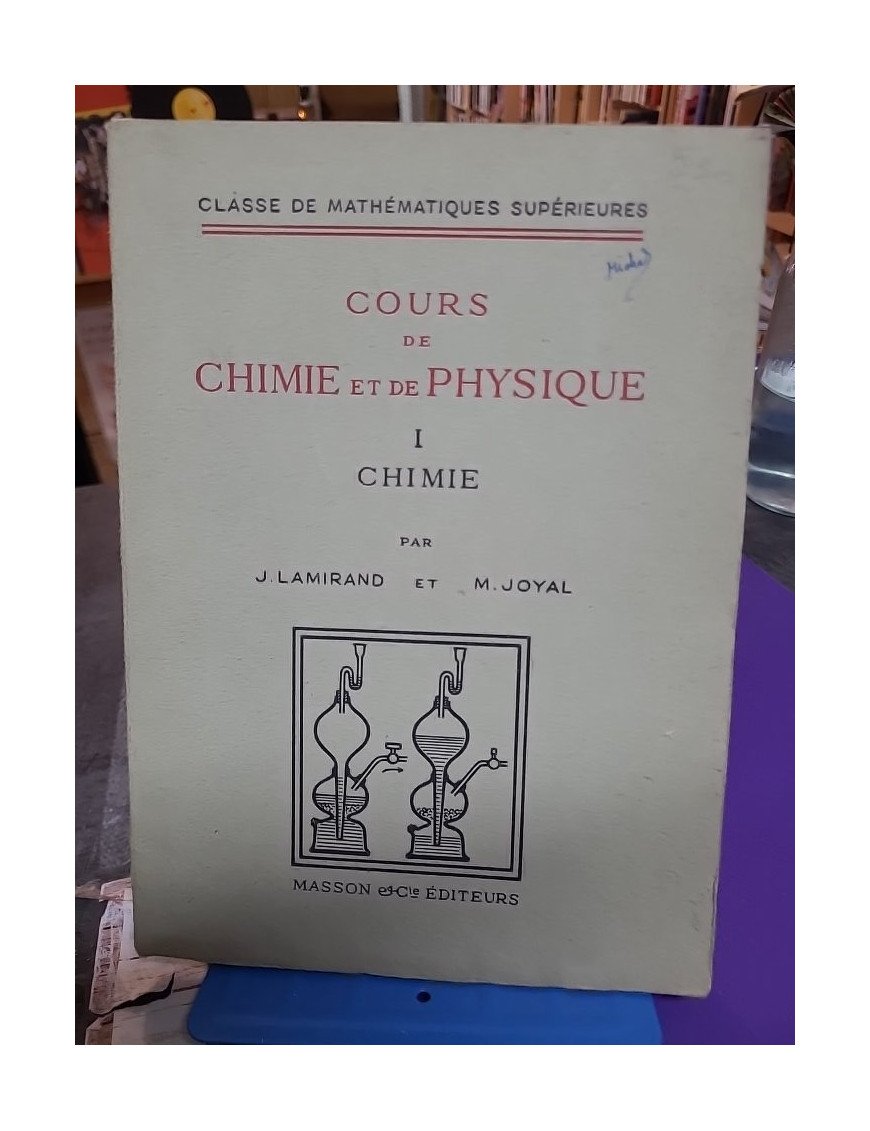 CLASSE DE MATHÉMATIQUES SUPÉRIEURES
COURS
DE
CHIMIE ET DE PHYSIQUE
I
CHIMIE
PAR
J. LAMIRAND ET M. JOYAL
MASSON et Cie ÉDITEURS